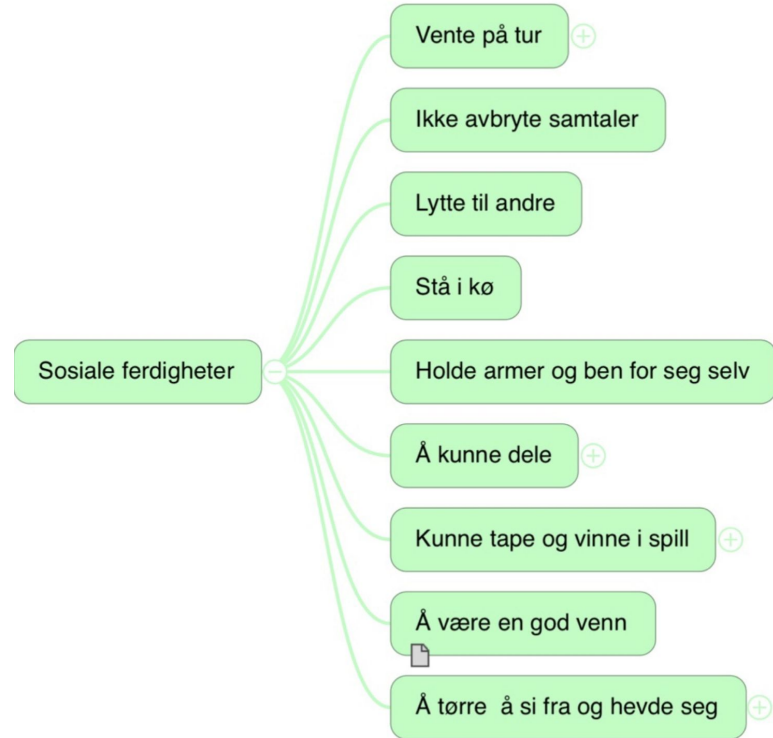 Vente på tur
Ikke avbryte samtaler
Lytte til andre
Stå i kø
Sosiale ferdigheter
Holde armer og ben for seg selv
Å kunne dele
Kunne tape og vinne i spill
Å være en god venn
Å tørre  å si fra og hevde seg